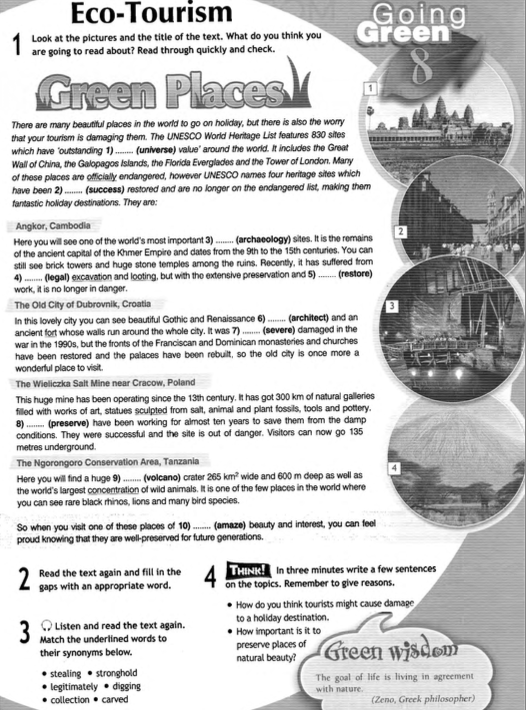 Eco-Tourism
Going
Green
8
1 Look at the pictures and the title of the text. What do you think you
are going to read about? Read through quickly and check.
Green Places
1
There are many beautiful places in the world to go on holiday, but there is also the worry
that your tourism is damaging them. The UNESCO World Heritage List features 830 sites
which have 'outstanding 1) ........ (universe) value' around the world. It includes the Great
Wall of China, the Galopagos Islands, the Florida Everglades and the Tower of London. Many
of these places are officially endangered, however UNESCO names four heritage sites which
have been 2) ........ (success) restored and are no longer on the endangered list, making them
fantastic holiday destinations. They are:
Angkor, Cambodia
Here you will see one of the world's most important 3) ........ (archaeology) sites. It is the remains
of the ancient capital of the Khmer Empire and dates from the 9th to the 15th centuries. You can
still see brick towers and huge stone temples among the ruins. Recently, it has suffered from
4) ........ (legal) excavation and looting, but with the extensive preservation and 5) ........ (restore)
work, it is no longer in danger.
2
The Old City of Dubrovnik, Croatia
In this lovely city you can see beautiful Gothic and Renaissance 6) ........ (architect) and an
ancient fort whose walls run around the whole city. It was 7) ........ (severe) damaged in the
war in the 1990s, but the fronts of the Franciscan and Dominican monasteries and churches
have been restored and the palaces have been rebuilt, so the old city is once more a
wonderful place to visit.
3
The Wieliczka Salt Mine near Cracow, Poland
This huge mine has been operating since the 13th century. It has got 300 km of natural galleries
filled with works of art, statues sculpted from salt, animal and plant fossils, tools and pottery.
8) ........ (preserve) have been working for almost ten years to save them from the damp
conditions. They were successful and the site is out of danger. Visitors can now go 135
metres underground.
The Ngorongoro Conservation Area, Tanzania
Here you will find a huge 9) ........ (volcano) crater 265 km² wide and 600 m deep as well as
the world's largest concentration of wild animals. It is one of the few places in the world where
you can see rare black rhinos, lions and many bird species.
4
So when you visit one of these places of 10) ........ (amaze) beauty and interest, you can feel
proud knowing that they are well-preserved for future generations.
2 Read the text again and fill in the
gaps with an appropriate word.
3 Listen and read the text again.
Match the underlined words to
their synonyms below.
• stealing • stronghold
• legitimately • digging
• collection • carved
4 THINK! In three minutes write a few sentences
on the topics. Remember to give reasons.
• How do you think tourists might cause damage
to a holiday destination.
• How important is it to
preserve places of
natural beauty?
Green wisdom
The goal of life is living in agreement
with nature.
(Zeno, Greek philosopher)